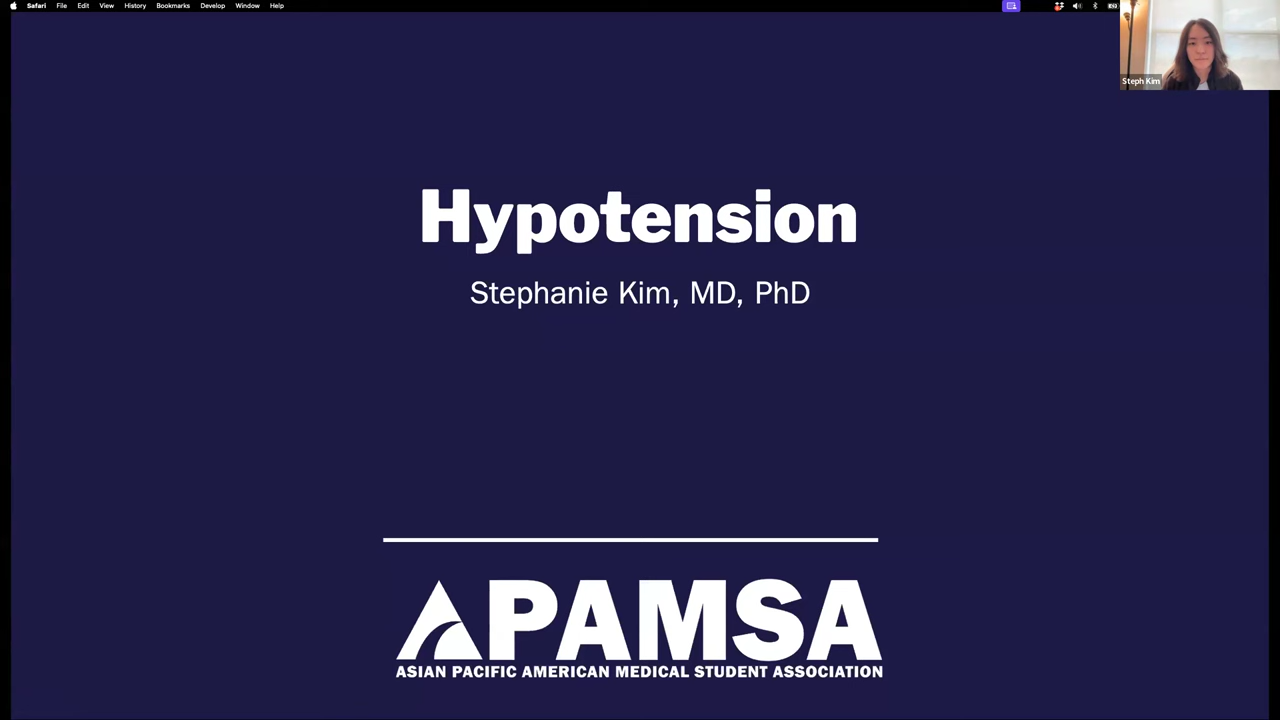 Safari File Edit View History Bookmarks Develop Window Help
Steph Kim
Hypotension
Stephanie Kim, MD, PhD
APAMSA
ASIAN PACIFIC AMERICAN MEDICAL STUDENT ASSOCIATION